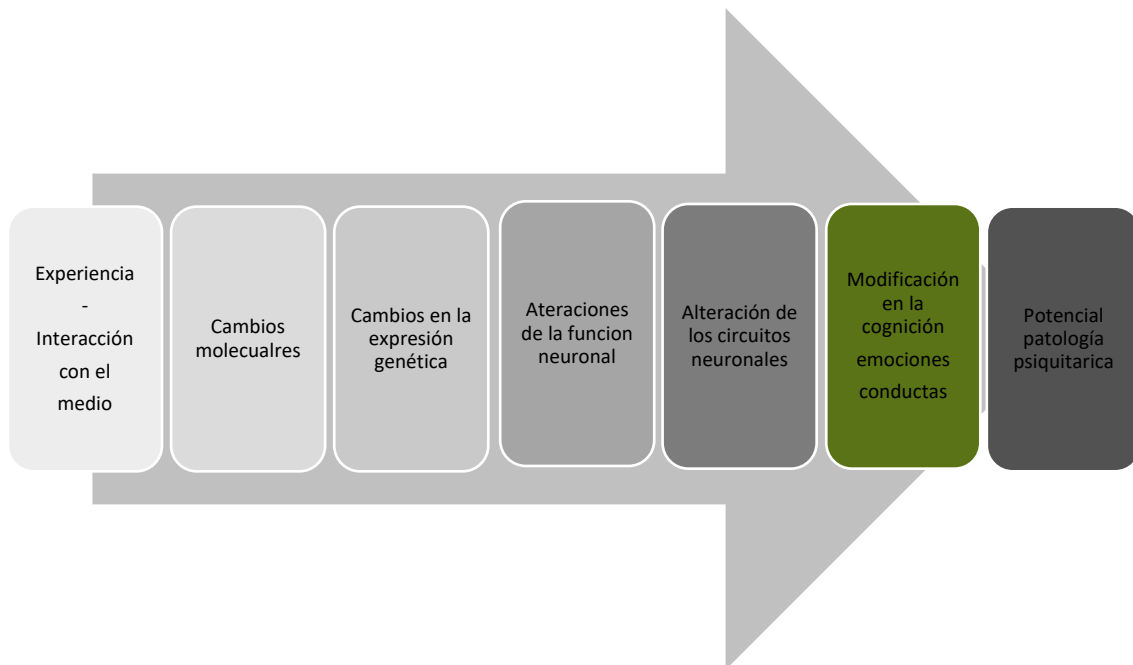 Experiencia
-
Interacción
con el
medio
Cambios
molecualres
Cambios en la
expresión
genética
Ateraciones
de la funcion
neuronal
Alteración de
los circuitos
neuronales
Modificación
en la
cognición
emociones
conductas
Potencial
patología
psiquitarica